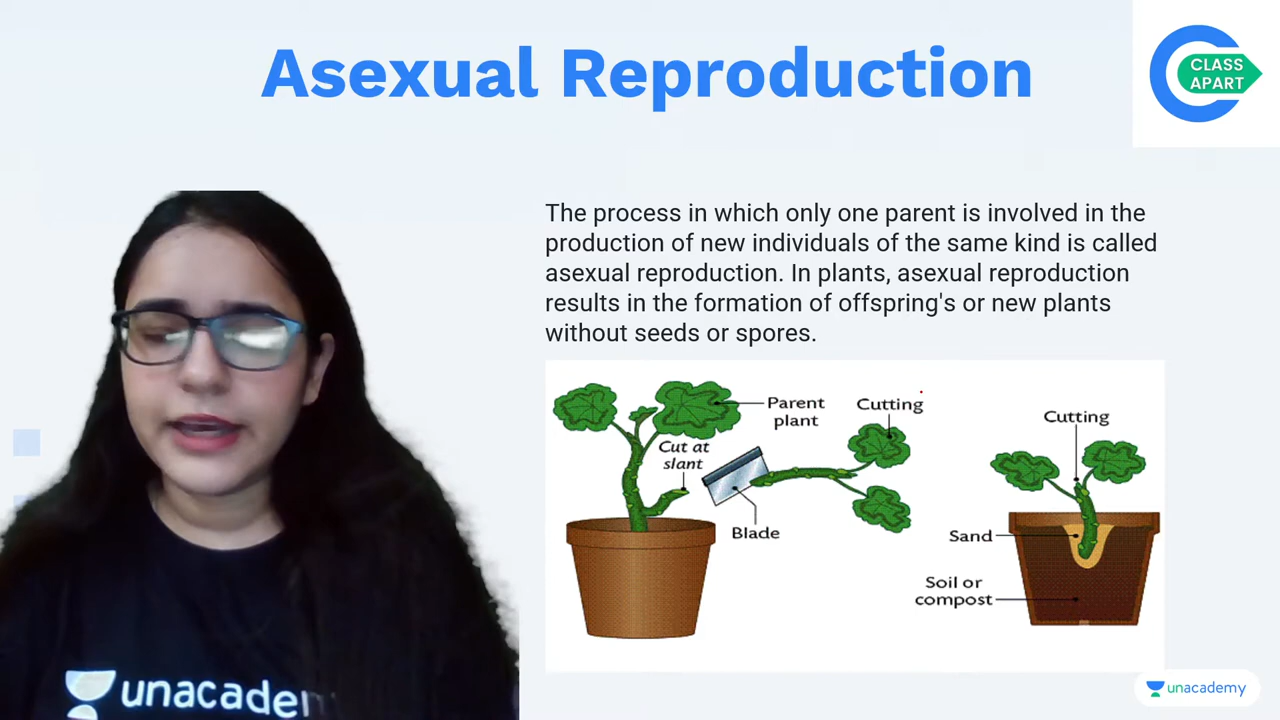 Asexual Reproduction
CLASS
APART
The process in which only one parent is involved in the
production of new individuals of the same kind is called
asexual reproduction. In plants, asexual reproduction
results in the formation of offspring's or new plants
without seeds or spores.
Parent
plant
Cutting
Cut at
slant
Blade
Cutting
Sand
Soil or
compost
unacadem
unacademy